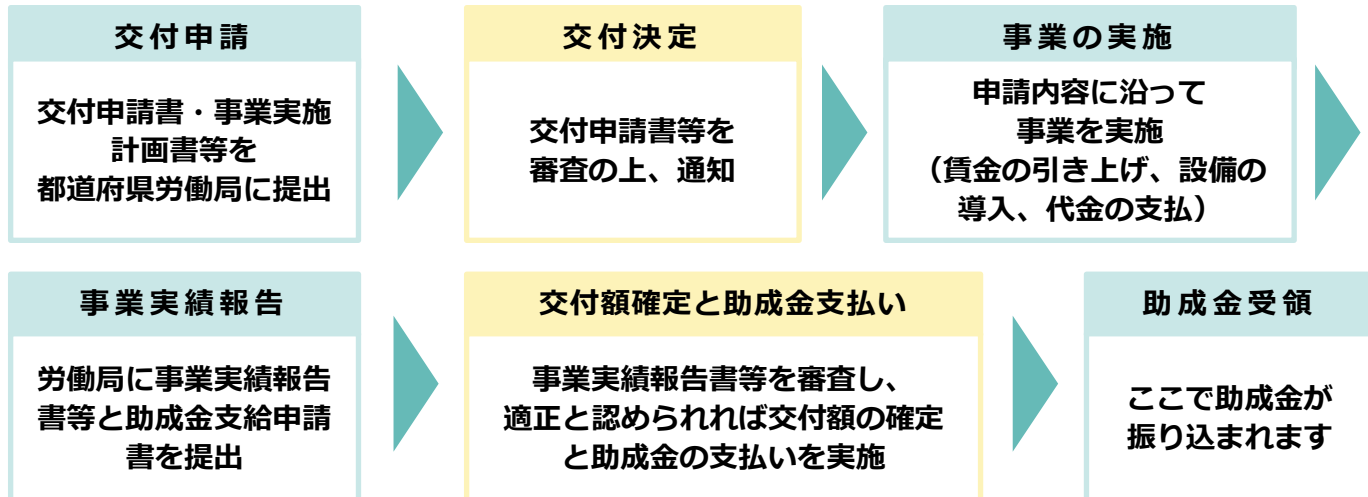 交付申請
交付申請書・事業実施
計画書等を
都道府県労働局に提出
交付決定
交付申請書等を
審査の上、通知
事業の実施
申請内容に沿って
事業を実施
（賃金の引き上げ、設備の
導入、代金の支払）
事業実績報告
労働局に事業実績報告
書等と助成金支給申請
書を提出
交付額確定と助成金支払い
事業実績報告書等を審査し、
適正と認められれば交付額の確定
と助成金の支払いを実施
助成金受領
ここで助成金が
振り込まれます